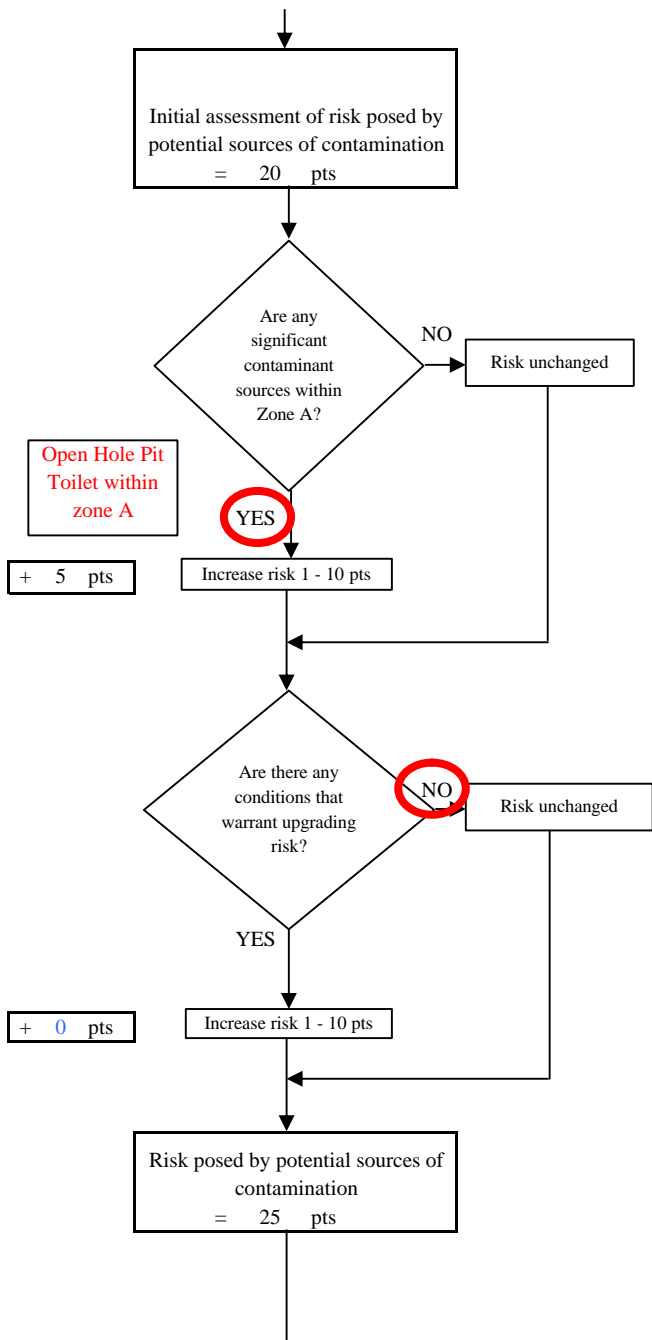 Initial assessment of risk posed by
potential sources of contamination
= 20 pts
Are any
significant
contaminant
sources within
Zone A?
NO
Risk unchanged
Open Hole Pit
Toilet within
zone A
YES
+ 5 pts
Increase risk 1 - 10 pts
Are there any
conditions that
warrant upgrading
risk?
NO
Risk unchanged
YES
+ 0 pts
Increase risk 1 - 10 pts
Risk posed by potential sources of
contamination
= 25 pts